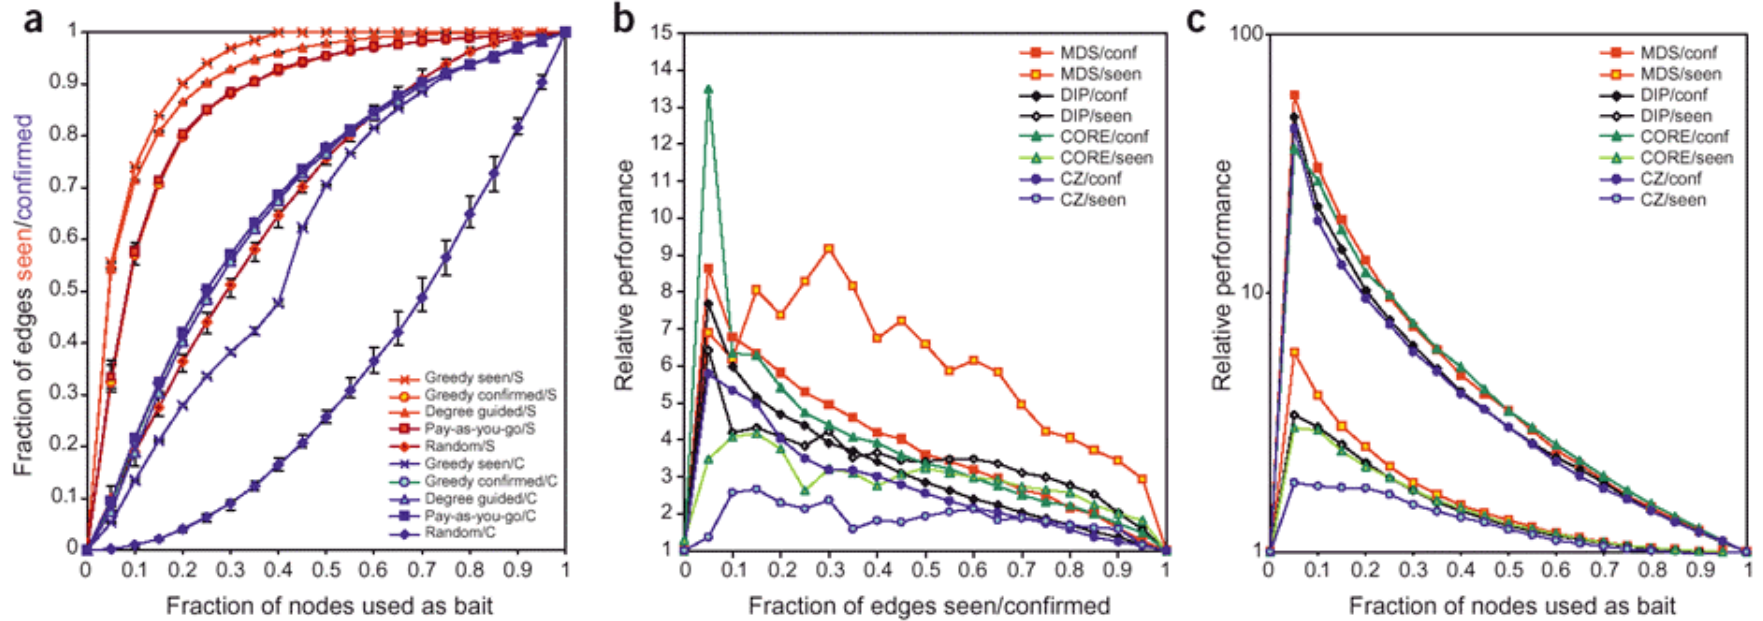 a
Fraction of edges seen/confirmed
1
0.9
0.8
0.7
0.6
0.5
0.4
0.3
0.2
0.1
0
0 0.1 0.2 0.3 0.4 0.5 0.6 0.7 0.8 0.9 1
Fraction of nodes used as bait
Greedy seen/S
Greedy confirmed/S
Degree guided/S
Pay-as-you-go/S
Random/S
Greedy seen/C
Greedy confirmed/C
Degree guided/C
Pay-as-you-go/C
Random/C
b
Relative performance
15
14
13
12
11
10
9
8
7
6
5
4
3
2
1
0 0.1 0.2 0.3 0.4 0.5 0.6 0.7 0.8 0.9 1
Fraction of edges seen/confirmed
MDS/conf
MDS/seen
DIP/conf
DIP/seen
CORE/conf
CORE/seen
CZ/conf
CZ/seen
c
Relative performance
100
10
1
0 0.1 0.2 0.3 0.4 0.5 0.6 0.7 0.8 0.9 1
Fraction of nodes used as bait
MDS/conf
MDS/seen
DIP/conf
DIP/seen
CORE/conf
CORE/seen
CZ/conf
CZ/seen